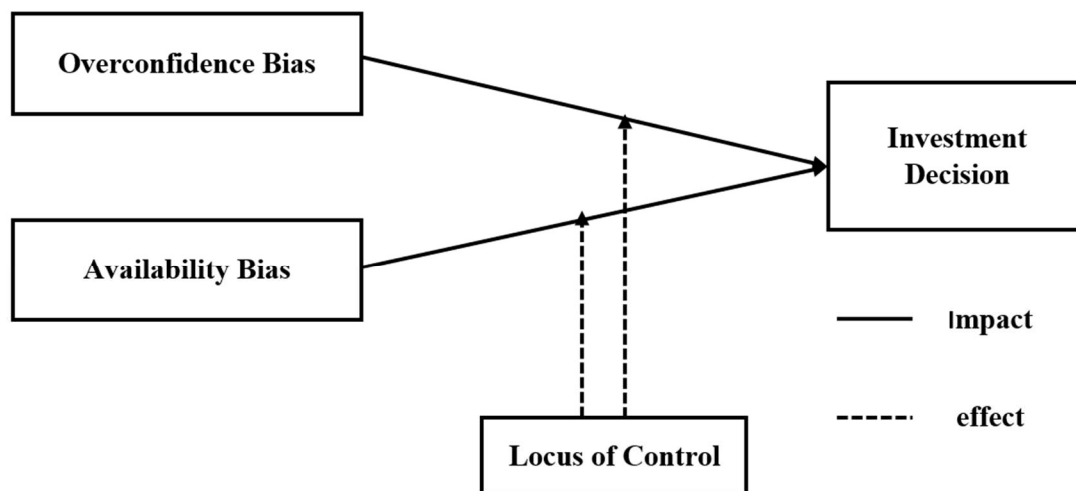 Overconfidence Bias
Investment
Decision
Availability Bias
Impact
effect
Locus of Control